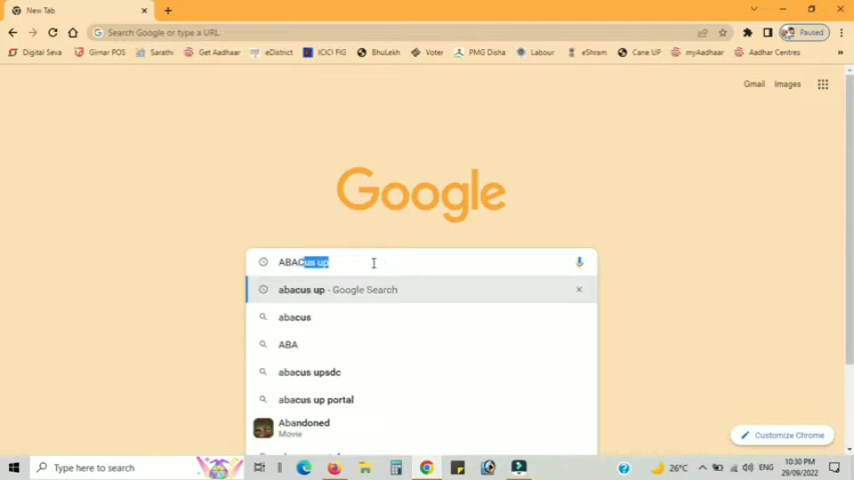 New Tab
Search Google or type a URL
Paused
Digital Seva
Girnar POS
Sarathi
Get Aadhaar
eDistrict
ICICI FIG
BhuLekh
Voter
PMG Disha
Labour
eShram
Cane UP
myAadhaar
Aadhar Centres
»
Gmail
Images
Google
ABACus up
abacus up - Google Search
abacus
ABA
abacus upsdc
abacus up portal
Abandoned
Movie
Customize Chrome
Type here to search
26°C
ENG
10:30 PM
29/09/2022